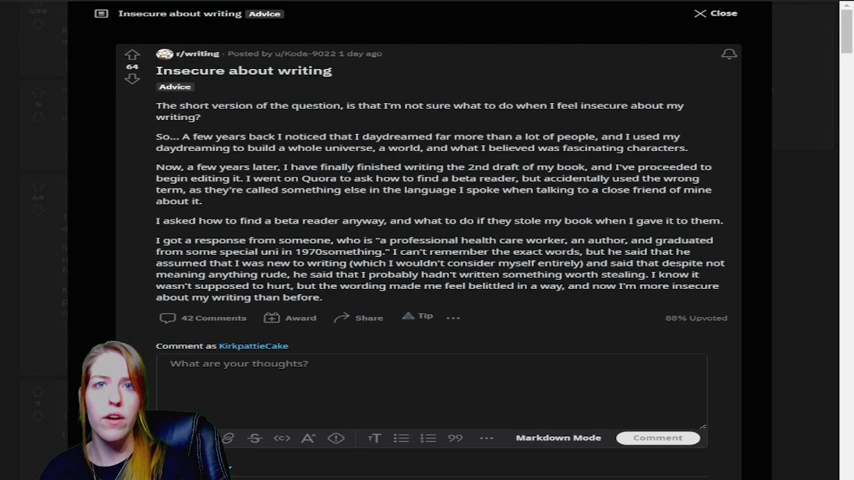 Insecure about writing Advice
Close
r/writing · Posted by u/Koda-9022 1 day ago
64
Insecure about writing
Advice
The short version of the question, is that I'm not sure what to do when I feel insecure about my
writing?
So... A few years back I noticed that I daydreamed far more than a lot of people, and I used my
daydreaming to build a whole universe, a world, and what I believed was fascinating characters.
Now, a few years later, I have finally finished writing the 2nd draft of my book, and I've proceeded to
begin editing it. I went on Quora to ask how to find a beta reader, but accidentally used the wrong
term, as they're called something else in the language I spoke when talking to a close friend of mine
about it.
I asked how to find a beta reader anyway, and what to do if they stole my book when I gave it to them.
I got a response from someone, who is "a professional health care worker, an author, and graduated
from some special uni in 1970something." I can't remember the exact words, but he said that he
assumed that I was new to writing (which I wouldn't consider myself entirely) and said that despite not
meaning anything rude, he said that I probably hadn't written something worth stealing. I know it
wasn't supposed to hurt, but the wording made me feel belittled in a way, and now I'm more insecure
about my writing than before.
42 Comments Award Share Tip ...
88% Upvoted
Comment as KirkpattieCake
What are your thoughts?
Markdown Mode Comment